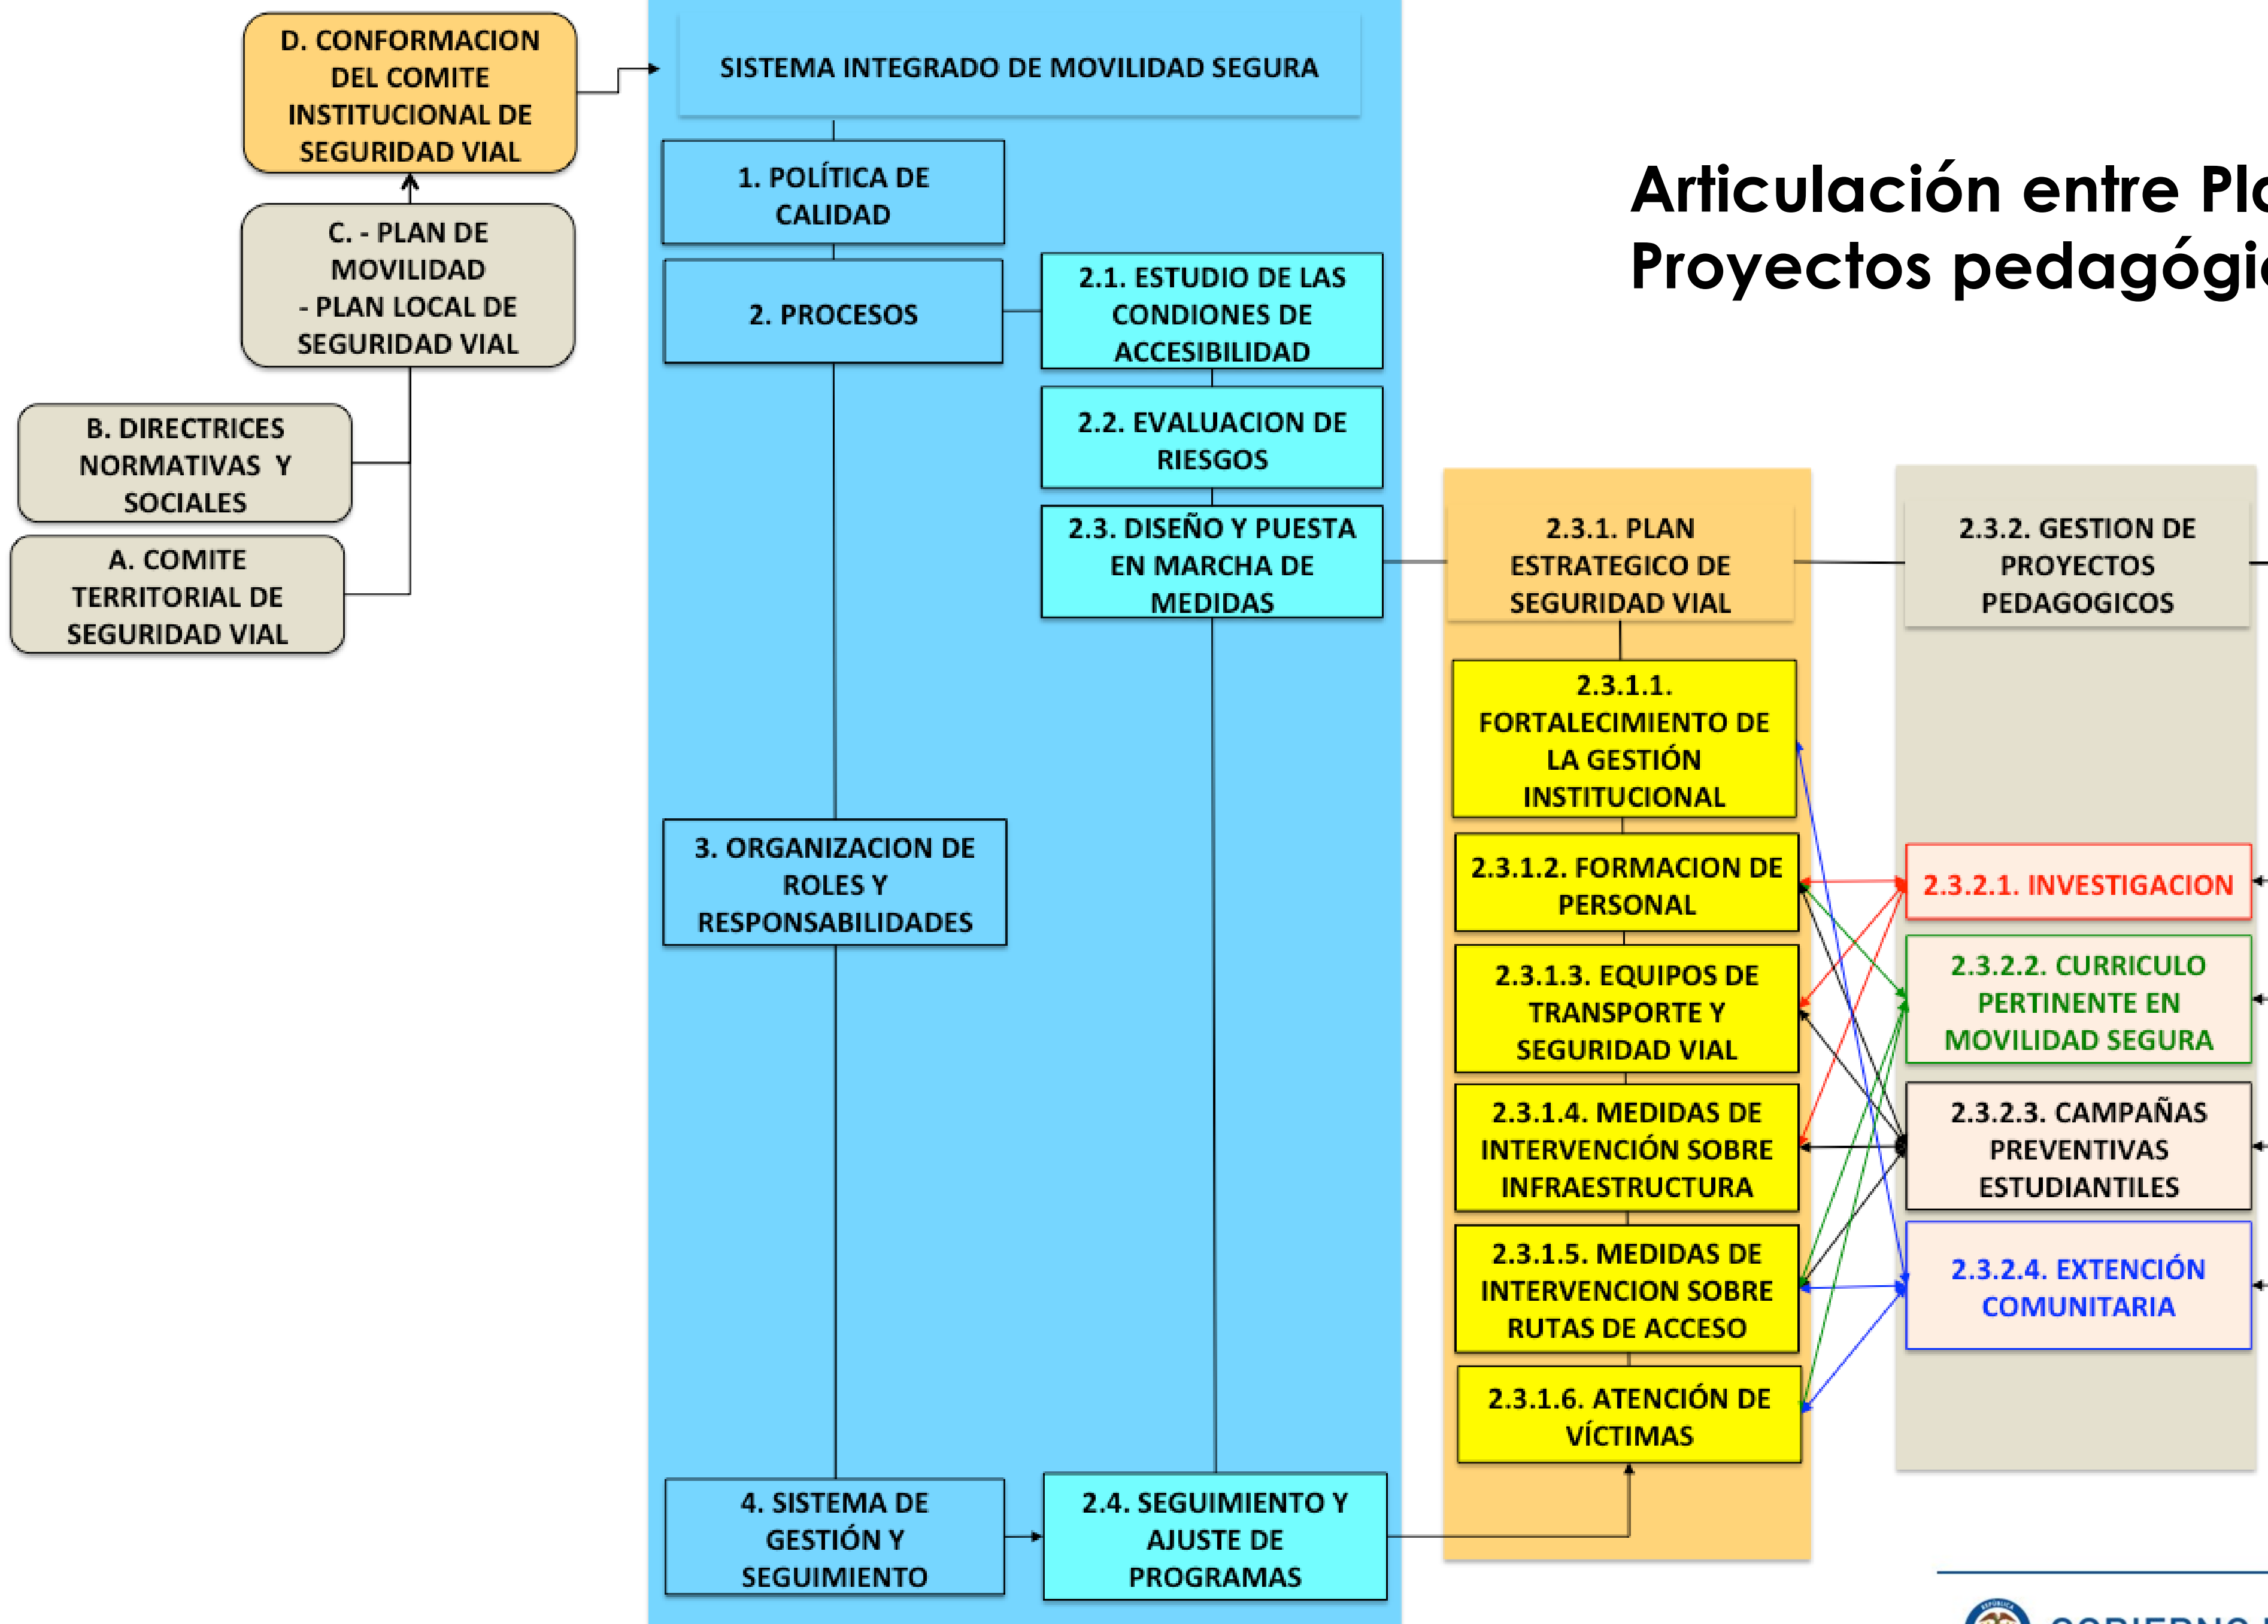 D. CONFORMACION
DEL COMITE
INSTITUCIONAL DE
SEGURIDAD VIAL
C. - PLAN DE
MOVILIDAD
- PLAN LOCAL DE
SEGURIDAD VIAL
B. DIRECTRICES
NORMATIVAS Y
SOCIALES
A. COMITE
TERRITORIAL DE
SEGURIDAD VIAL
SISTEMA INTEGRADO DE MOVILIDAD SEGURA
1. POLÍTICA DE
CALIDAD
2. PROCESOS
3. ORGANIZACION DE
ROLES Y
RESPONSABILIDADES
4. SISTEMA DE
GESTIÓN Y
SEGUIMIENTO
2.1. ESTUDIO DE LAS
CONDIONES DE
ACCESIBILIDAD
2.2. EVALUACION DE
RIESGOS
2.3. DISEÑO Y PUESTA
EN MARCHA DE
MEDIDAS
2.4. SEGUIMIENTO Y
AJUSTE DE
PROGRAMAS
Articulación entre
Proyectos
2.3.1. PLAN
ESTRATEGICO DE
SEGURIDAD VIAL
2.3.1.1.
FORTALECIMIENTO DE
LA GESTIÓN
INSTITUCIONAL
2.3.1.2. FORMACION DE
PERSONAL
2.3.1.3. EQUIPOS DE
TRANSPORTE Y
SEGURIDAD VIAL
2.3.1.4. MEDIDAS DE
INTERVENCIÓN SOBRE
INFRAESTRUCTURA
2.3.1.5. MEDIDAS DE
INTERVENCION SOBRE
RUTAS DE ACCESO
2.3.1.6. ATENCIÓN DE
VÍCTIMAS
2.3.2. GESTION DE
PROYECTOS
PEDAGOGICOS
2.3.2.1. INVESTIGACION
2.3.2.2. CURRICULO
PERTINENTE EN
MOVILIDAD SEGURA
2.3.2.3. CAMPAÑAS
PREVENTIVAS
ESTUDIANTILES
2.3.2.4. EXTENCIÓN
COMUNITARIA